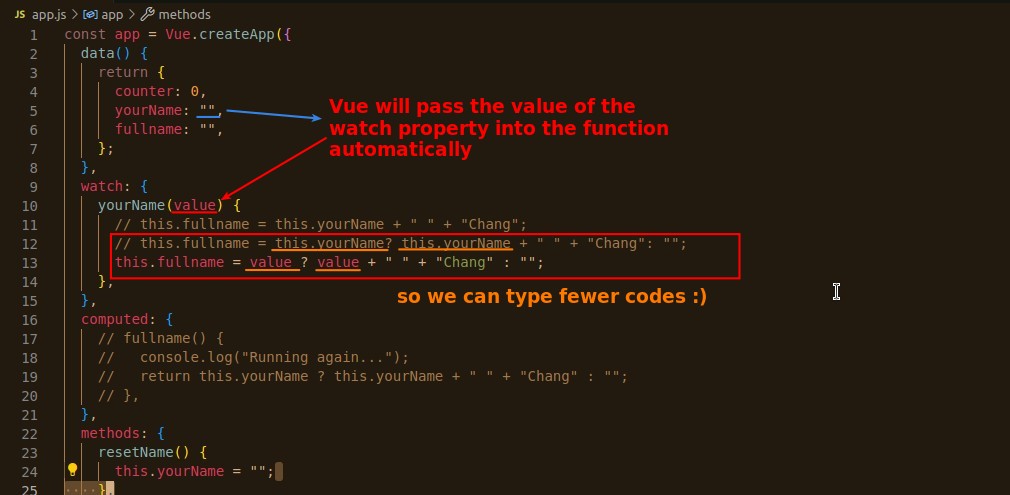 JS app.js > app > methods
1 const app = Vue.createApp({
2 data() {
3 return {
4 counter: 0,
5 yourName: "",
6 fullname: "",
7 };
8 },
9 watch: {
10 yourName(value) {
11 // this.fullname = this.yourName + " " + "Chang";
12 // this.fullname = this.yourName? this.yourName + " " + "Chang": "";
13 this.fullname = value ? value + " " + "Chang" : "";
14 },
15 },
16 computed: {
17 // fullname() {
18 //   console.log("Running again...");
19 //   return this.yourName ? this.yourName + " " + "Chang" : "";
20 // },
21 },
22 methods: {
23 resetName() {
24 this.yourName = "";
25 },
Vue will pass the value of the
watch property into the function
automatically
so we can type fewer codes :)